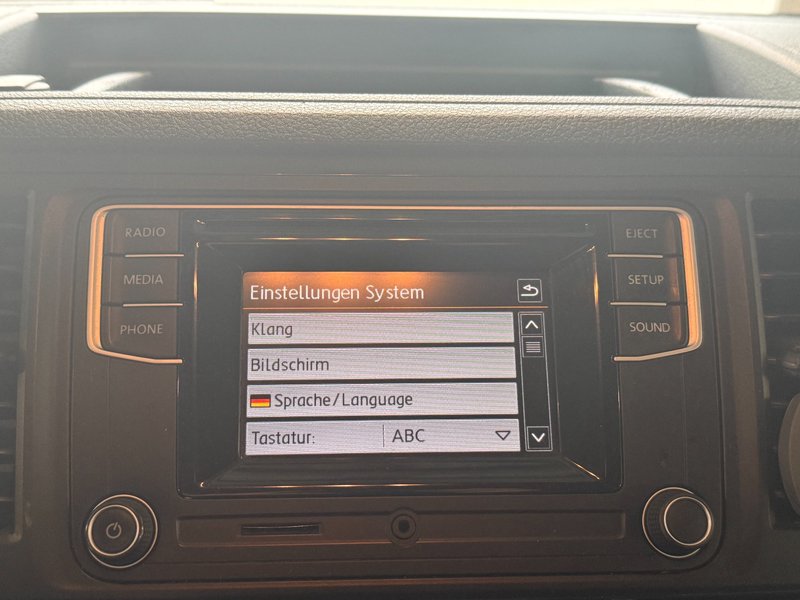 RADIO
MEDIA
PHONE
Einstellungen System
Klang
Bildschirm
Sprache/Language
Tastatur: ABC
EJECT
SETUP
SOUND